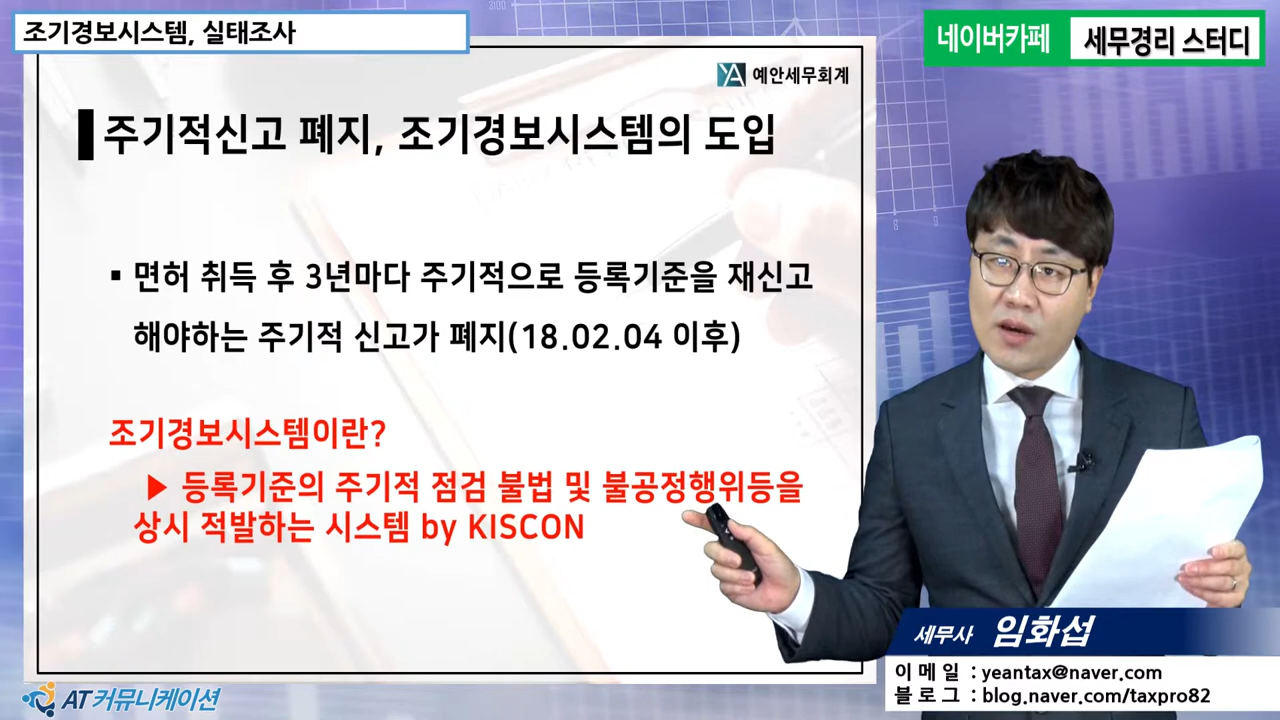 조기경보시스템, 실태조사
네이버카페 세무경리 스터디
YA 예안세무회계
주기적신고 폐지, 조기경보시스템의 도입
▪ 면허 취득 후 3년마다 주기적으로 등록기준을 재신고
해야하는 주기적 신고가 폐지(18.02.04 이후)
조기경보시스템이란?
▶ 등록기준의 주기적 점검 불법 및 불공정행위등을
상시 적발하는 시스템 by KISCON
세무사 임화섭
이 메 일 : yeantax@naver.com
블 로 그 : blog.naver.com/taxpro82
AT커뮤니케이션